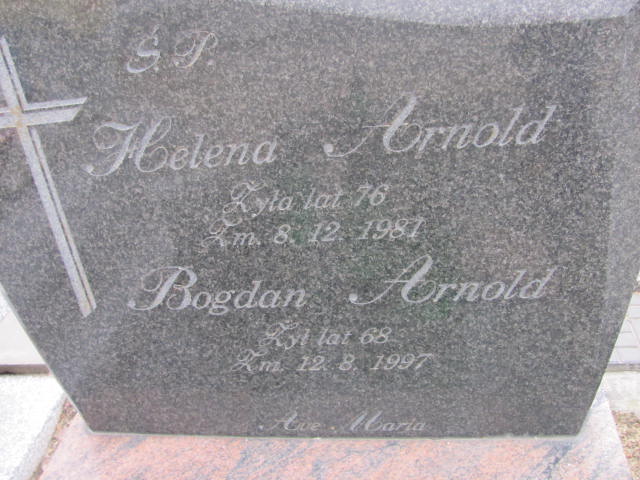 Ś. P.
Helena Arnold
Żyła lat 76
Zm. 8. 12. 1981
Bogdan Arnold
Żył lat 68
Zm. 12. 8. 1997
Ave Maria